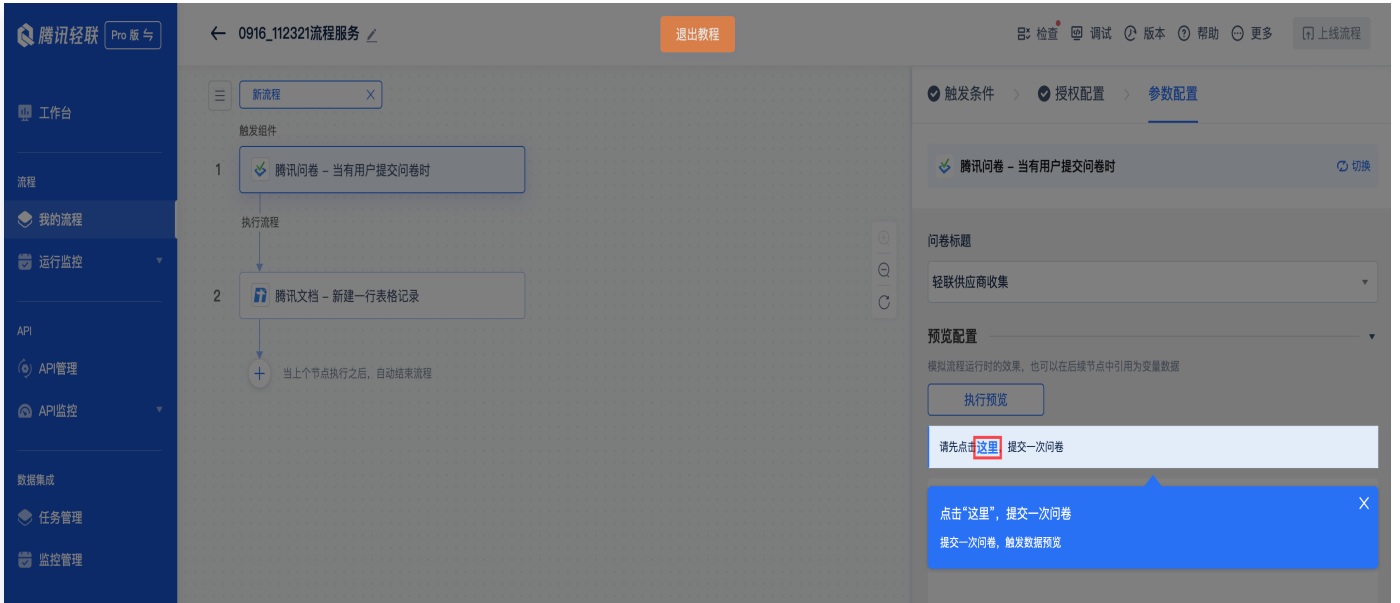 腾讯轻联 Pro 版
0916_112321流程服务
退出教程
检查 调试 版本 帮助 更多 上线流程
工作台
流程
我的流程
运行监控
API
API管理
API监控
数据集成
任务管理
监控管理
新流程
触发组件
1 腾讯问卷 – 当有用户提交问卷时
执行流程
2 腾讯文档 – 新建一行表格记录
当上个节点执行之后，自动结束流程
触发条件 授权配置 参数配置
腾讯问卷 – 当有用户提交问卷时 切换
问卷标题
轻联供应商收集
预览配置
模拟流程运行时的效果，也可以在后续节点中引用为变量数据
执行预览
请先点击这里，提交一次问卷
点击“这里”，提交一次问卷
提交一次问卷，触发数据预览